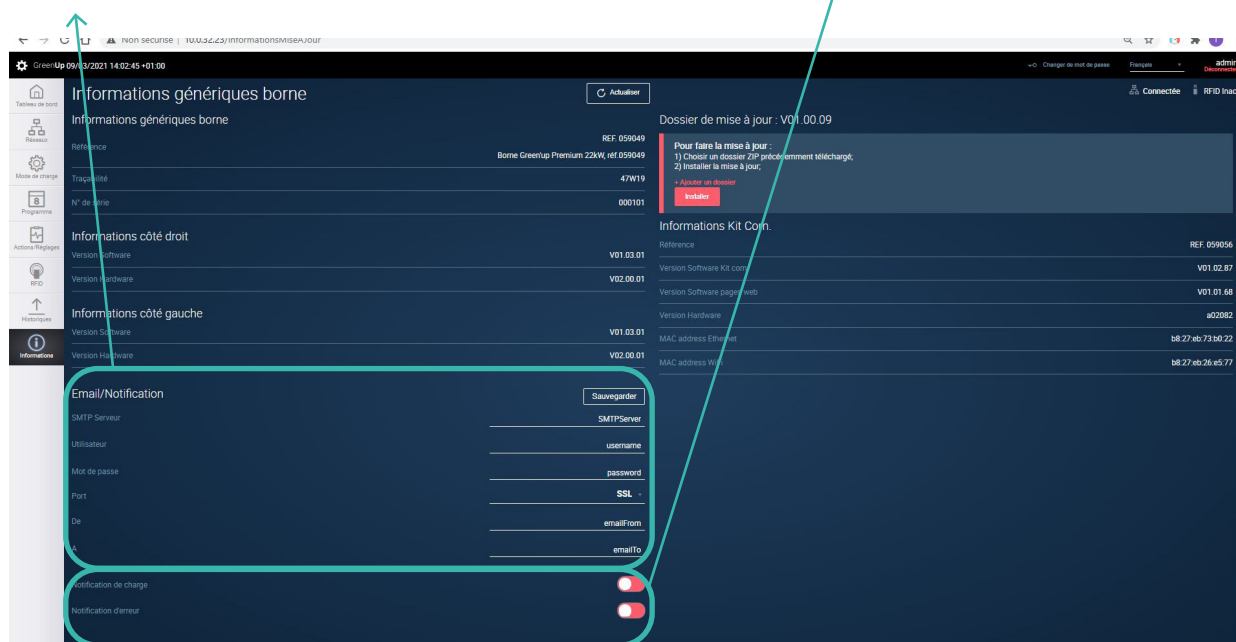 Non sécurisé | 10.0.32.23/InformationsMiseAJour
GreenUp 09/03/2021 14:02:45 +01:00
Changer de mot de passe
Français
admin
Déconnecte
Tableau de bord
Réseaux
Mode de charge
8
Programme
Actions/Réglages
RFID
Historiques
Informations
Informations génériques borne
Actualiser
Connectée
RFID Inac
Informations génériques borne
Référence
REF. 059049
Borne Green'up Premium 22kW, réf.059049
Traçabilité
47W19
N° de série
000101
Informations côté droit
Version Software
V01.03.01
Version Hardware
V02.00.01
Informations côté gauche
Version Software
V01.03.01
Version Hardware
V02.00.01
Email/Notification
Sauvegarder
SMTP Serveur
SMTPServer
Utilisateur
username
Mot de passe
password
Port
SSL
De
emailFrom
A
emailTo
Notification de charge
Notification d'erreur
Dossier de mise à jour : V01.00.09
Pour faire la mise à jour :
1) Choisir un dossier ZIP précédemment téléchargé;
2) Installer la mise à jour;
+ Ajouter un dossier
Installer
Informations Kit Com.
Référence
REF. 059056
Version Software Kit com
V01.02.87
Version Software pages web
V01.01.68
Version Hardware
a02082
MAC address Ethernet
b8:27:eb:73:b0:22
MAC address Wifi
b8:27:eb:26:e5:77